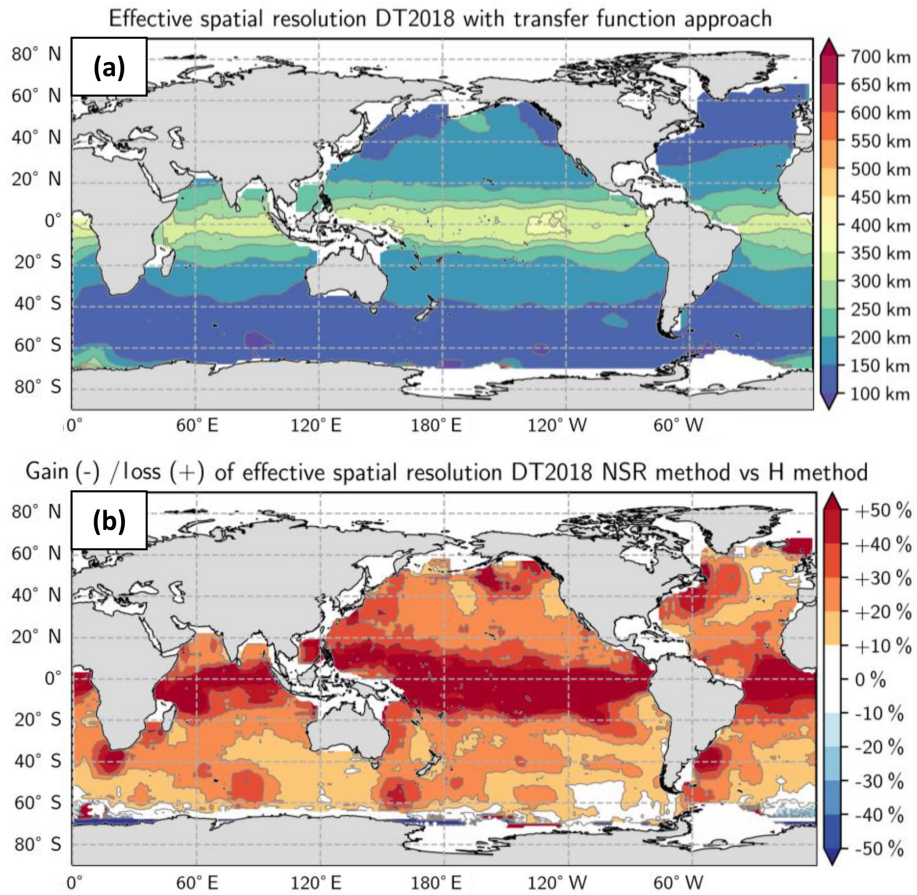 Effective spatial resolution DT2018 with transfer function approach
(a)
80° N
60° N
40° N
20° N
0°
20° S
40° S
60° S
80° S
0°
60° E
120° E
180° E
120° W
60° W
700 km
650 km
600 km
550 km
500 km
450 km
400 km
350 km
300 km
250 km
200 km
150 km
100 km
Gain (-) /loss (+) of effective spatial resolution DT2018 NSR method vs H method
(b)
80° N
60° N
40° N
20° N
0°
20° S
40° S
60° S
80° S
0°
60° E
120° E
180° E
120° W
60° W
+50 %
+40 %
+30 %
+20 %
+10 %
0 %
-10 %
-20 %
-30 %
-40 %
-50 %